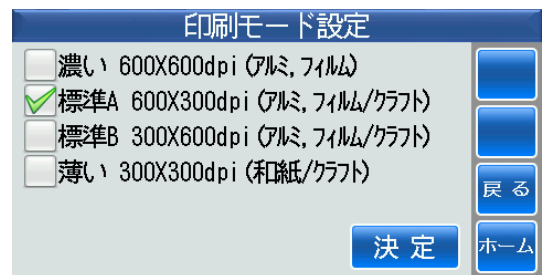 印刷モード設定
濃い 600X600dpi(ｱﾙﾐ,ﾌｨﾙﾑ)
標準A 600X300dpi(ｱﾙﾐ,ﾌｨﾙﾑ/ｸﾗﾌﾄ)
標準B 300X600dpi(ｱﾙﾐ,ﾌｨﾙﾑ/ｸﾗﾌﾄ)
薄い 300X300dpi(和紙/ｸﾗﾌﾄ)
戻る
決定
ホーム